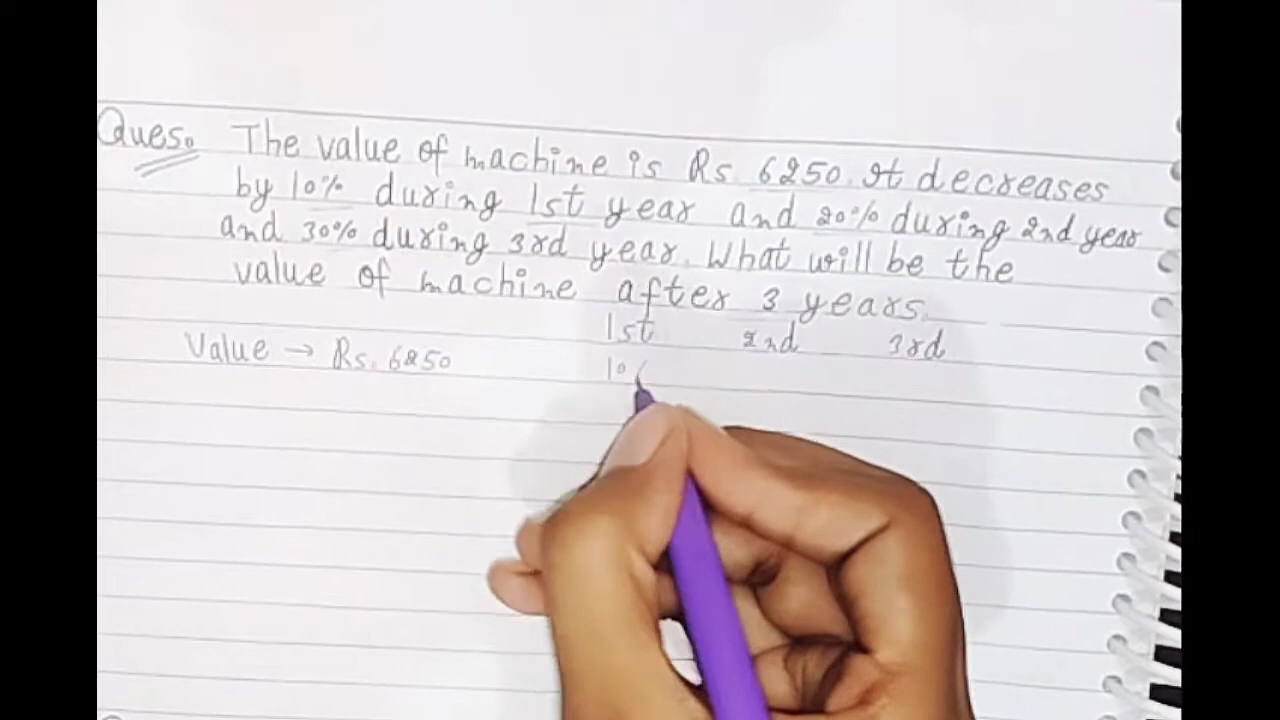 Ques. The value of machine is Rs. 6250. It decreases
by 10% during 1st year and 20% during 2nd year
and 30% during 3rd year. What will be the
value of machine after 3 years.
1st 2nd 3rd
Value → Rs. 6250 10